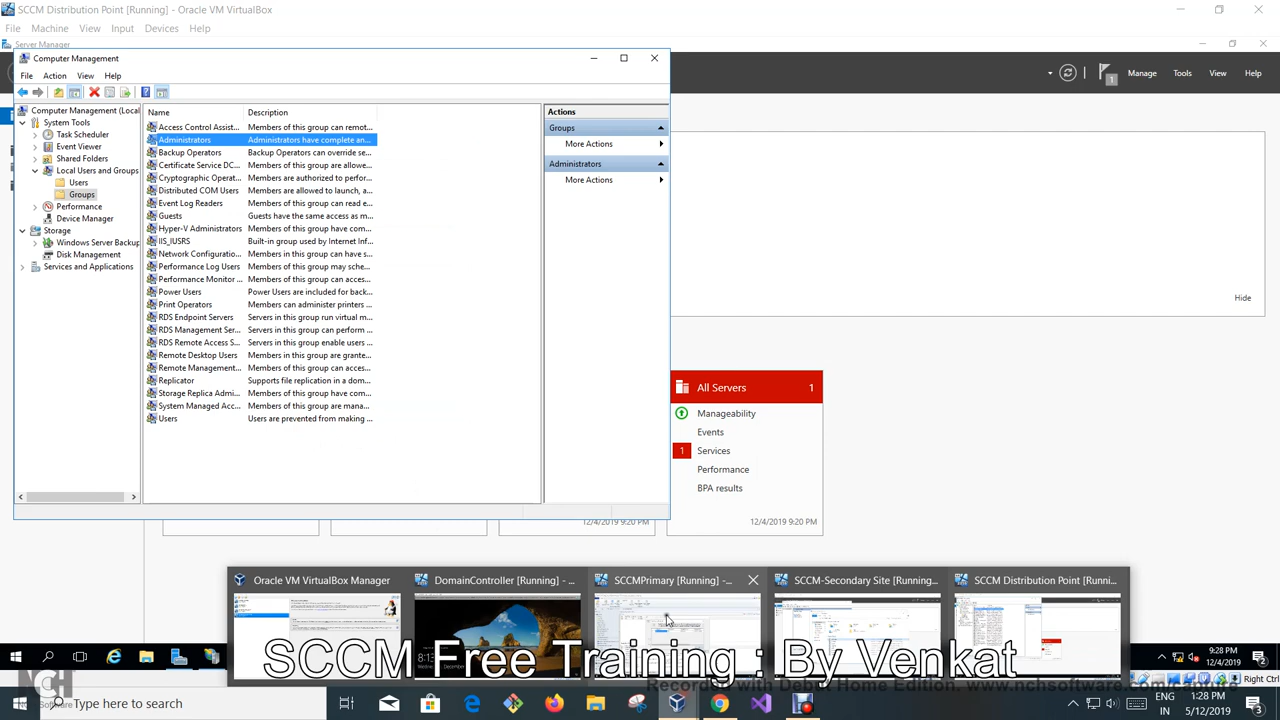 SCCM Distribution Point [Running] - Oracle VM VirtualBox
File Machine View Input Devices Help
Server Manager
Computer Management
File Action View Help
Manage Tools View Help
1
Computer Management (Local
System Tools
Task Scheduler
Event Viewer
Shared Folders
Local Users and Groups
Users
Groups
Performance
Device Manager
Storage
Windows Server Backup
Disk Management
Services and Applications
Name Description
Access Control Assist... Members of this group can remot...
Administrators Administrators have complete an...
Backup Operators Backup Operators can override se...
Certificate Service DC... Members of this group are allowe...
Cryptographic Operat... Members are authorized to perfor...
Distributed COM Users Members are allowed to launch, a...
Event Log Readers Members of this group can read e...
Guests Guests have the same access as m...
Hyper-V Administrators Members of this group have com...
IIS_IUSRS Built-in group used by Internet Inf...
Network Configuratio... Members in this group can have s...
Performance Log Users Members of this group may sche...
Performance Monitor ... Members of this group can acces...
Power Users Power Users are included for back...
Print Operators Members can administer printers ...
RDS Endpoint Servers Servers in this group run virtual m...
RDS Management Ser... Servers in this group can perform ...
RDS Remote Access S... Servers in this group enable users ...
Remote Desktop Users Members in this group are grante...
Remote Management... Members of this group can acces...
Replicator Supports file replication in a dom...
Storage Replica Admi... Members of this group have com...
System Managed Acc... Members of this group are mana...
Users Users are prevented from making ...
Actions
Groups
More Actions
Administrators
More Actions
Hide
All Servers 1
Manageability
Events
1 Services
Performance
BPA results
12/4/2019 9:20 PM
12/4/2019 9:20 PM
Oracle VM VirtualBox Manager
DomainController [Running] - ...
SCCMPrimary [Running] -...
SCCM-Secondary Site [Running...
SCCM Distribution Point [Runni...
SCCM Free Training : By Venkat
9:28 PM
12/4/2019
Right Ctrl
NCH
Recorded with Debut Home Edition. www.nchsoftware.com/capture
Type here to search
ENG
IN
1:28 PM
5/12/2019